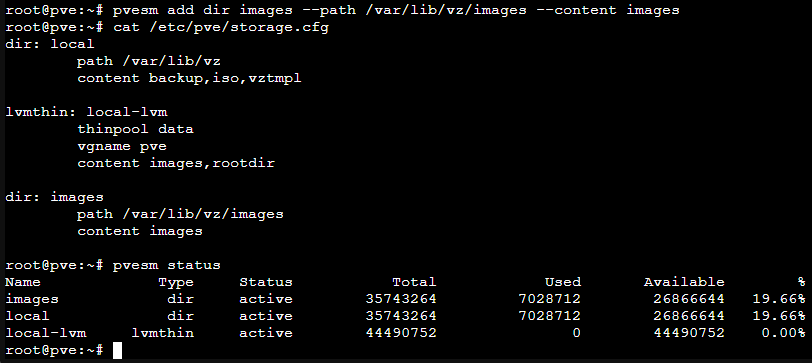 root@pve:~# pvesm add dir images --path /var/lib/vz/images --content images
root@pve:~# cat /etc/pve/storage.cfg
dir: local
        path /var/lib/vz
        content backup,iso,vztmpl

lvmthin: local-lvm
        thinpool data
        vgname pve
        content images,rootdir

dir: images
        path /var/lib/vz/images
        content images

root@pve:~# pvesm status
Name             Type     Status           Total            Used       Available        %
images            dir     active        35743264         7028712        26866644   19.66%
local             dir     active        35743264         7028712        26866644   19.66%
local-lvm     lvmthin     active        44490752               0        44490752    0.00%
root@pve:~#